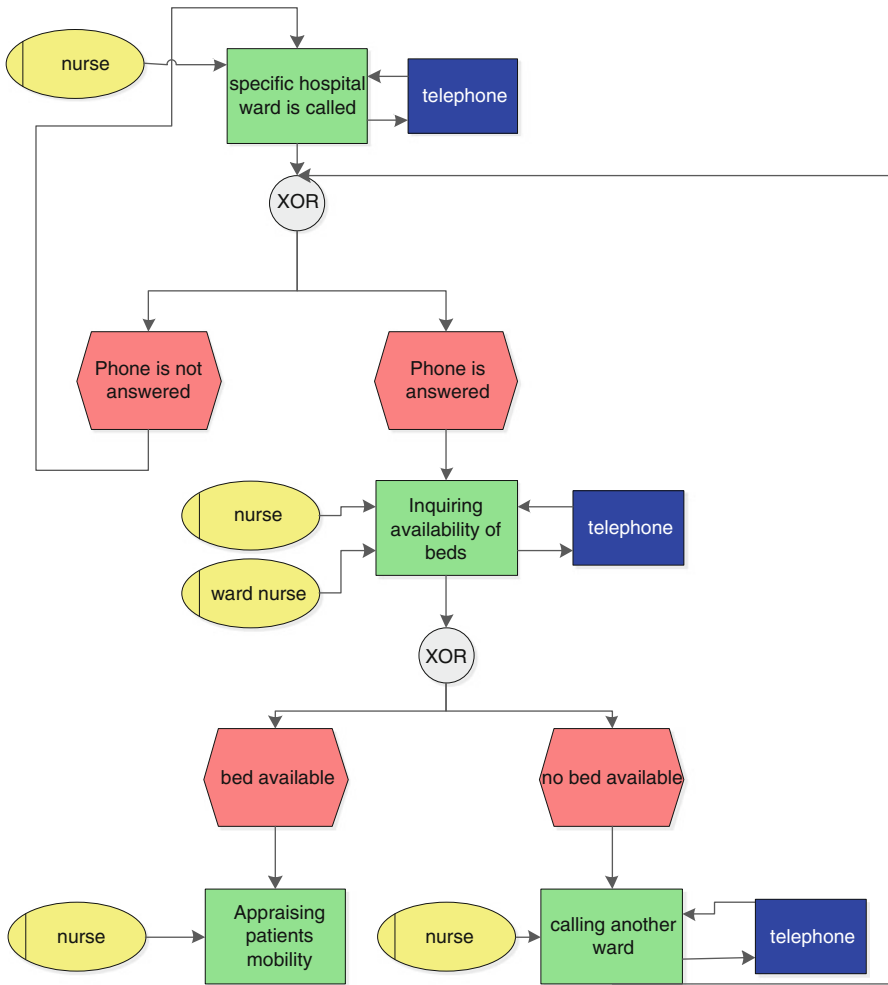 nurse
specific hospital
ward is called
telephone
XOR
Phone is not
answered
Phone is
answered
nurse
Inquiring
availability of
beds
telephone
ward nurse
XOR
bed available
no bed available
nurse
Appraising
patients
mobility
nurse
calling another
ward
telephone